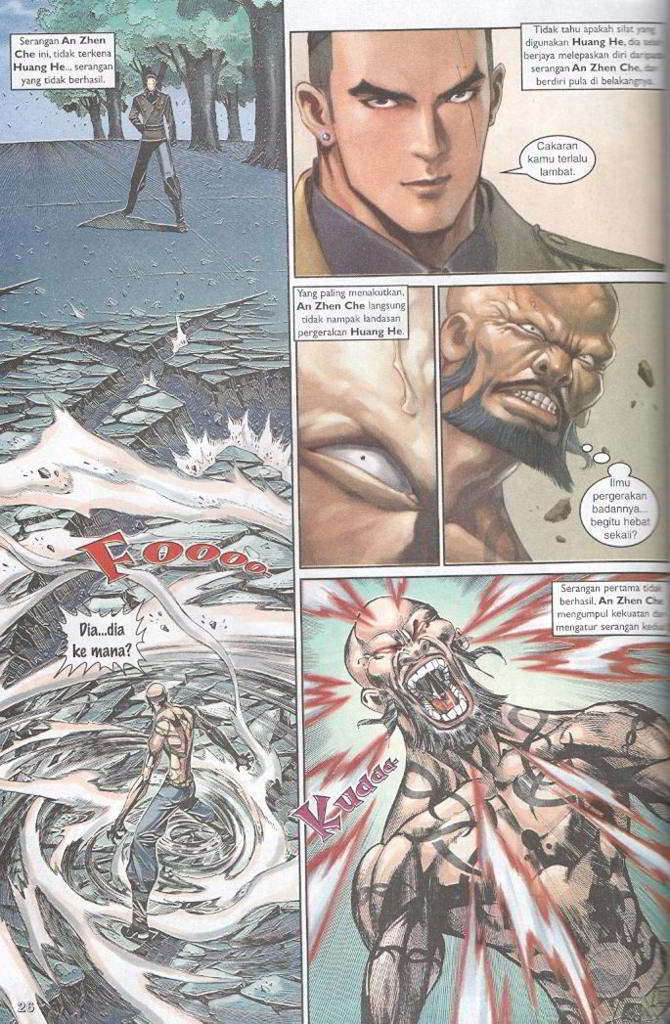 Serangan An Zhen
Che ini, tidak terkena
Huang He... serangan
yang tidak berhasil.
Foooo
Dia...dia
ke mana?
26
Tidak tahu apakah silat yang
digunakan Huang He, dia
berjaya melepaskan diri daripada
serangan An Zhen Che, dan
berdiri pula di belakangnya.
Cakaran
kamu terlalu
lambat.
Yang paling menakutkan,
An Zhen Che langsung
tidak nampak landasan
pergerakan Huang He.
Ilmu
pergerakan
badannya...
begitu hebat
sekali?
Serangan pertama tidak
berhasil, An Zhen Che
mengumpul kekuatan dan
mengatur serangan kedua.
Kuddaa